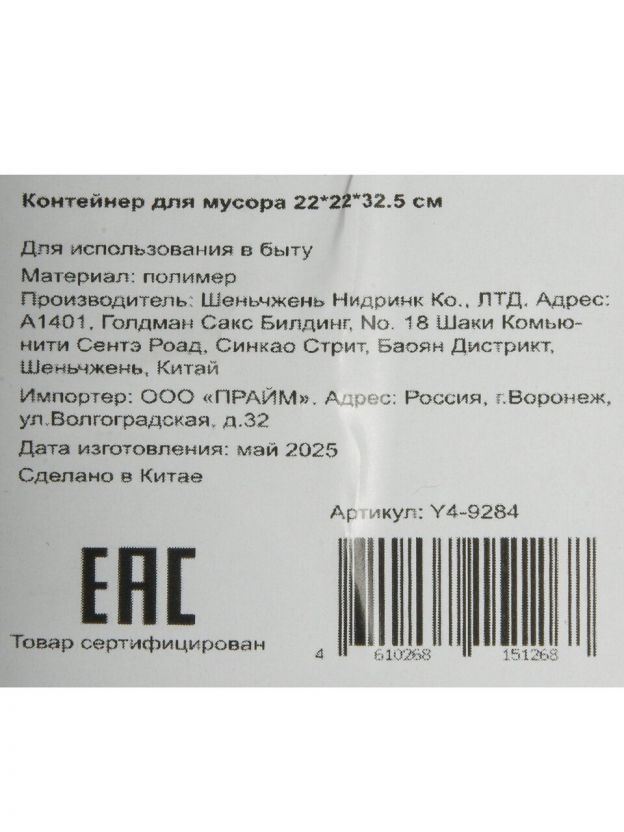 Контейнер для мусора 22*22*32.5 см
Для использования в быту
Материал: полимер
Производитель: Шеньчжень Нидринк Ко., ЛТД. Адрес:
А1401, Голдман Сакс Билдинг, No. 18 Шаки Комью-
нити Сентэ Роад, Синкао Стрит, Баоян Дистрикт,
Шеньчжень, Китай
Импортер: ООО «ПРАЙМ». Адрес: Россия, г.Воронеж,
ул.Волгоградская, д.32
Дата изготовления: май 2025
Сделано в Китае
Артикул: Y4-9284
EAC
Товар сертифицирован
4 610268 151268